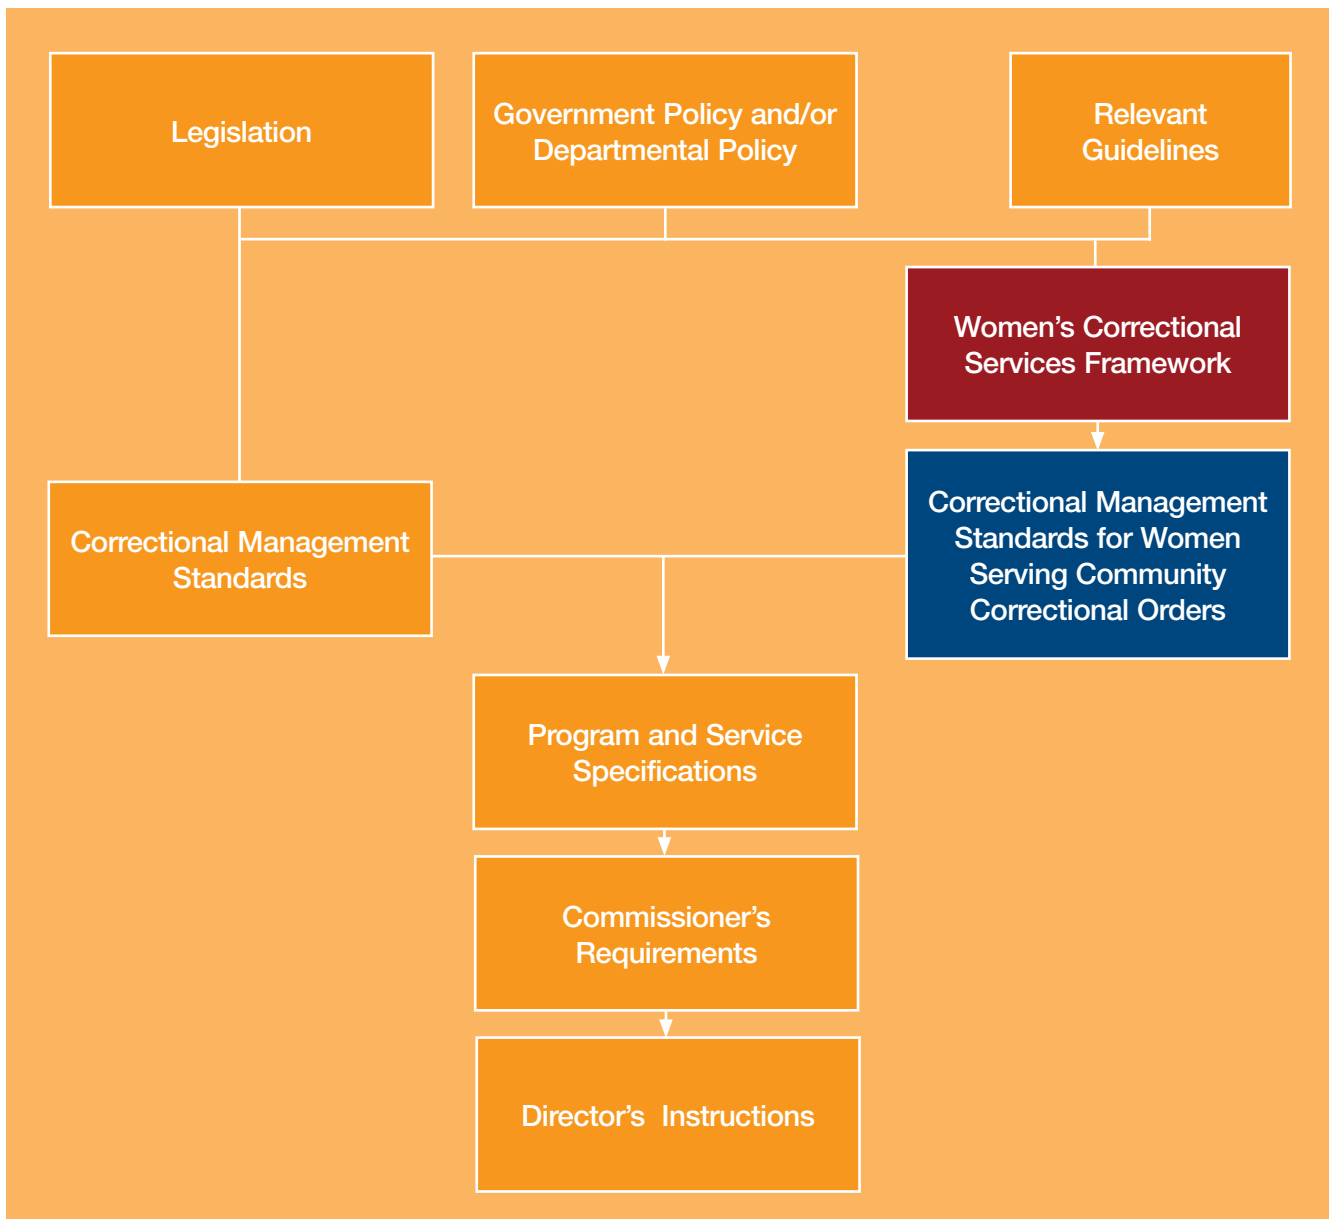 Legislation
Government Policy and/or
Departmental Policy
Relevant
Guidelines
Women’s Correctional
Services Framework
Correctional Management
Standards
Correctional Management
Standards for Women
Serving Community
Correctional Orders
Program and Service
Specifications
Commissioner’s
Requirements
Director’s  Instructions